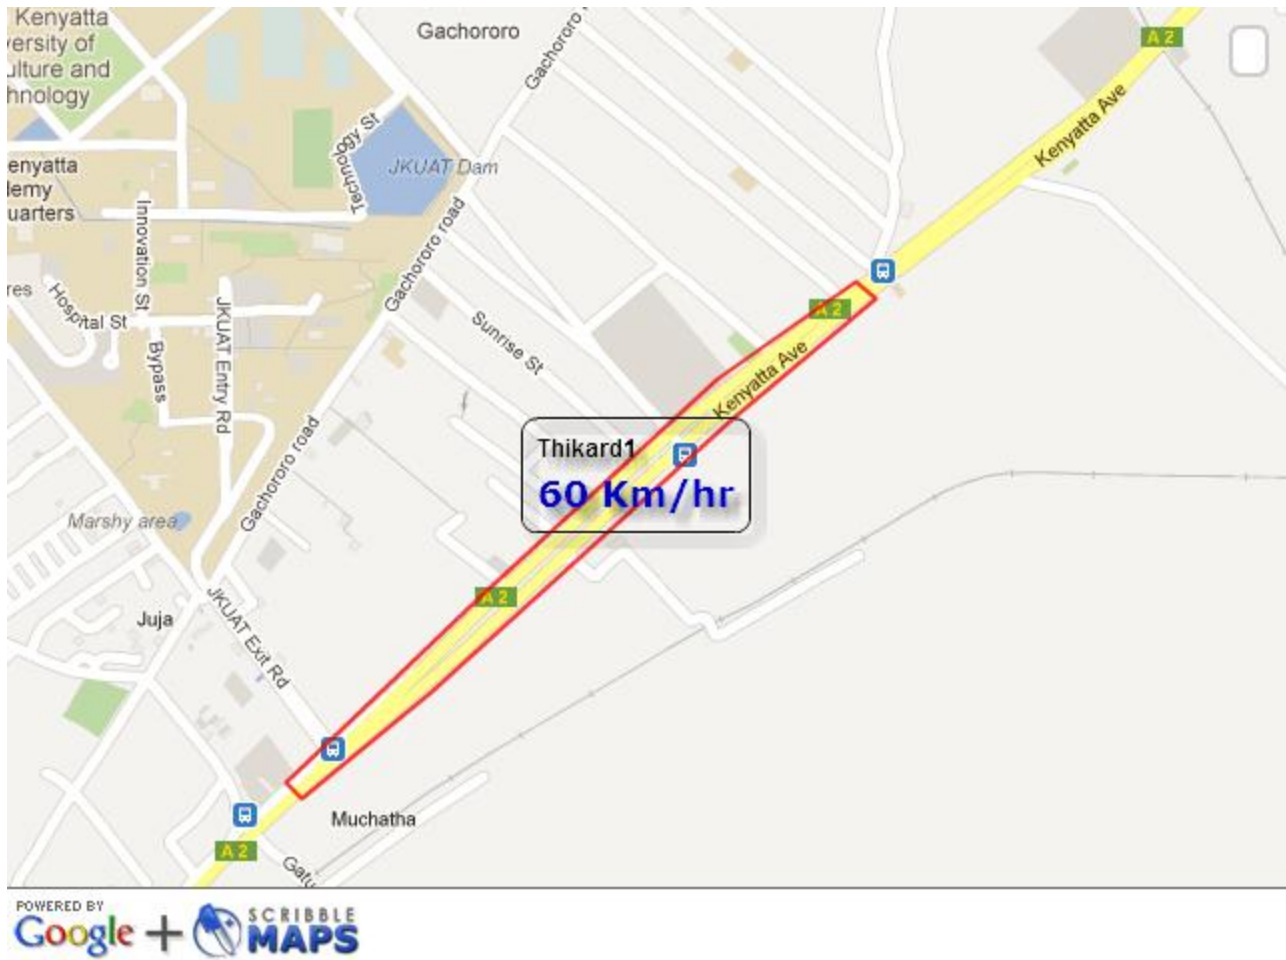 Kenyatta
ersity of
ulture and
hnology
Gachororo
Gachororo
A 2
Kenyatta Ave
Technology St
JKUAT Dam
enyatta
lemy
uarters
Innovation St
Gachororo road
res
Hospital St
JKUAT Entry Rd
Bypass
Sunrise St
A 2
Kenyatta Ave
Thikard1
60 Km/hr
Gachororo road
Marshy area
A 2
Juja
JKUAT Exit Rd
Muchatha
A 2
Gatu
POWERED BY
Google + SCRIBBLE
MAPS